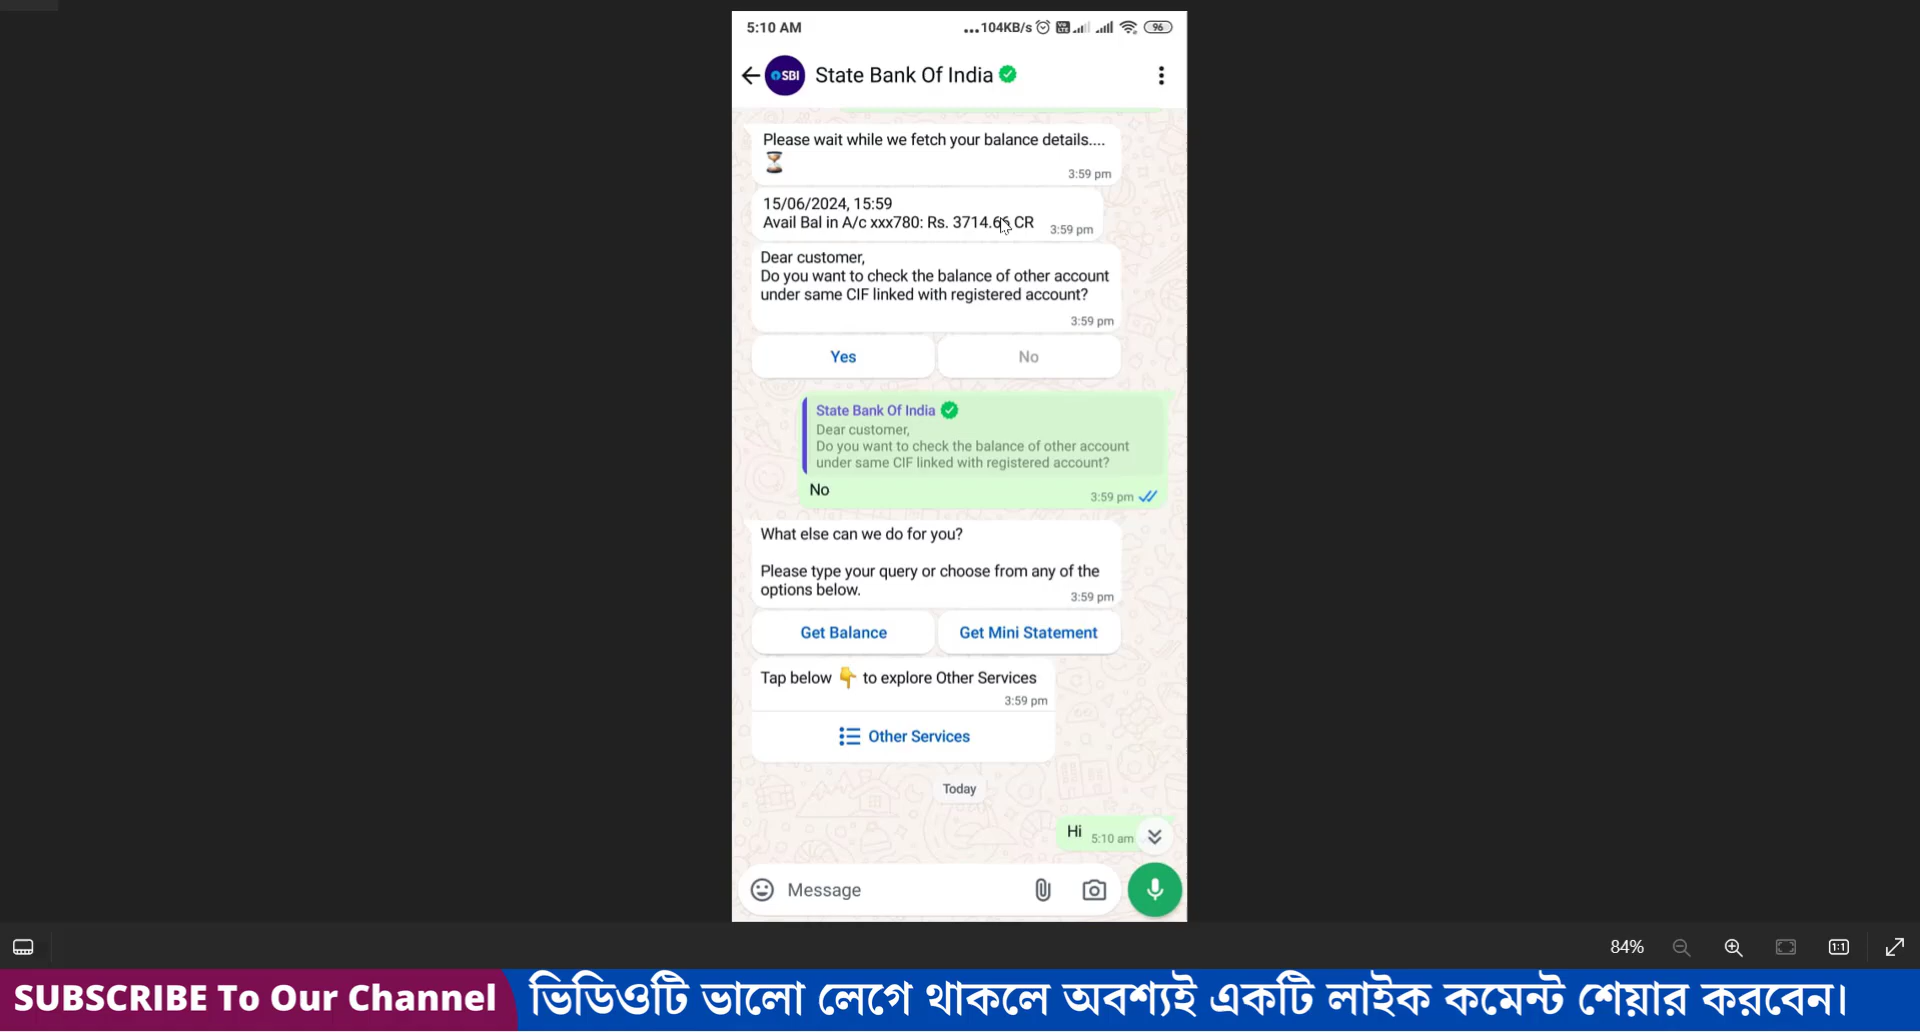 5:10 AM
...104KB/s
96
SBI
State Bank Of India
Please wait while we fetch your balance details....
3:59 pm
15/06/2024, 15:59
Avail Bal in A/c xxx780: Rs. 3714.66 CR
3:59 pm
Dear customer,
Do you want to check the balance of other account
under same CIF linked with registered account?
3:59 pm
Yes
No
State Bank Of India
Dear customer,
Do you want to check the balance of other account
under same CIF linked with registered account?
No
3:59 pm
What else can we do for you?
Please type your query or choose from any of the
options below.
3:59 pm
Get Balance
Get Mini Statement
Tap below 👇 to explore Other Services
3:59 pm
Other Services
Today
Hi
5:10 am
Message
84%
1:1
SUBSCRIBE To Our Channel
ভিডিওটি ভালো লেগে থাকলে অবশ্যই একটি লাইক কমেন্ট শেয়ার করবেন।